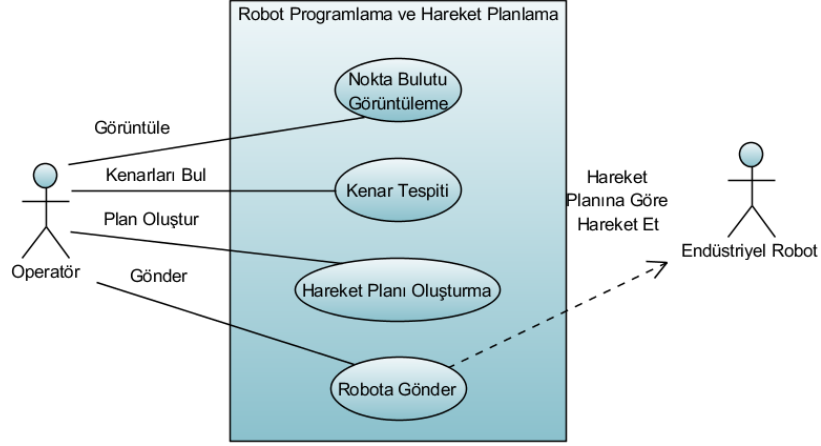 Robot Programlama ve Hareket Planlama
Nokta Bulutu
Görüntüleme
Görüntüle
Kenarları Bul
Kenar Tespiti
Plan Oluştur
Operatör
Gönder
Hareket Planı Oluşturma
Robota Gönder
Hareket
Planına Göre
Hareket Et
Endüstriyel Robot